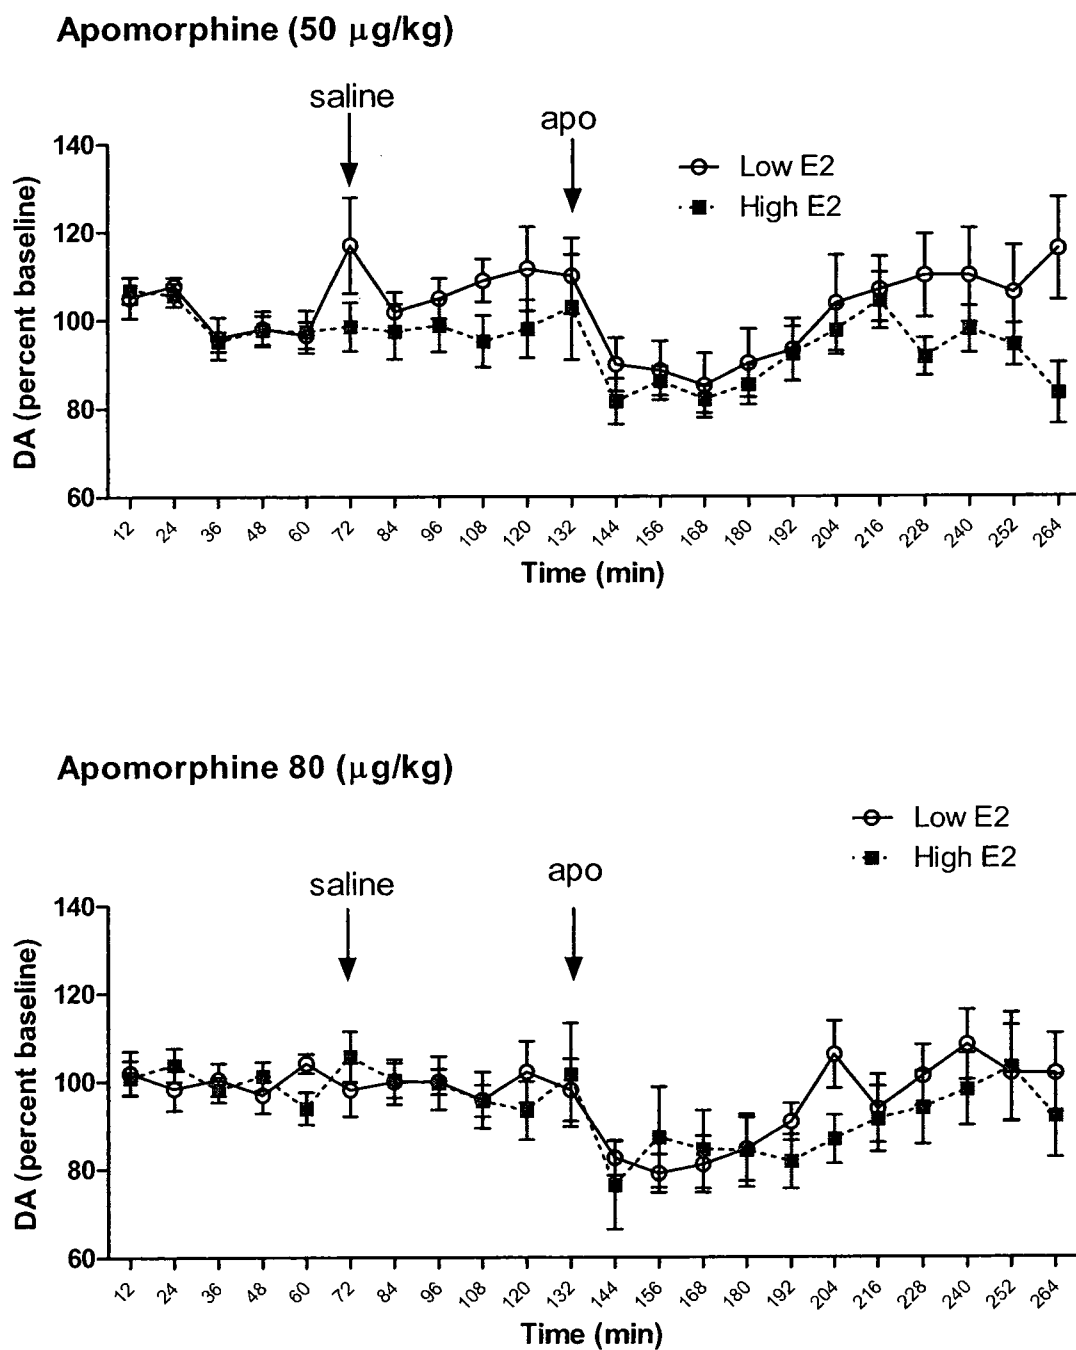 Apomorphine (50 μg/kg)
saline
apo
Low E2
High E2
DA (percent baseline)
140
120
100
80
60
12 24 36 48 60 72 84 96 108 120 132 144 156 168 180 192 204 216 228 240 252 264
Time (min)
Apomorphine 80 (μg/kg)
Low E2
High E2
saline
apo
DA (percent baseline)
140
120
100
80
60
12 24 36 48 60 72 84 96 108 120 132 144 156 168 180 192 204 216 228 240 252 264
Time (min)